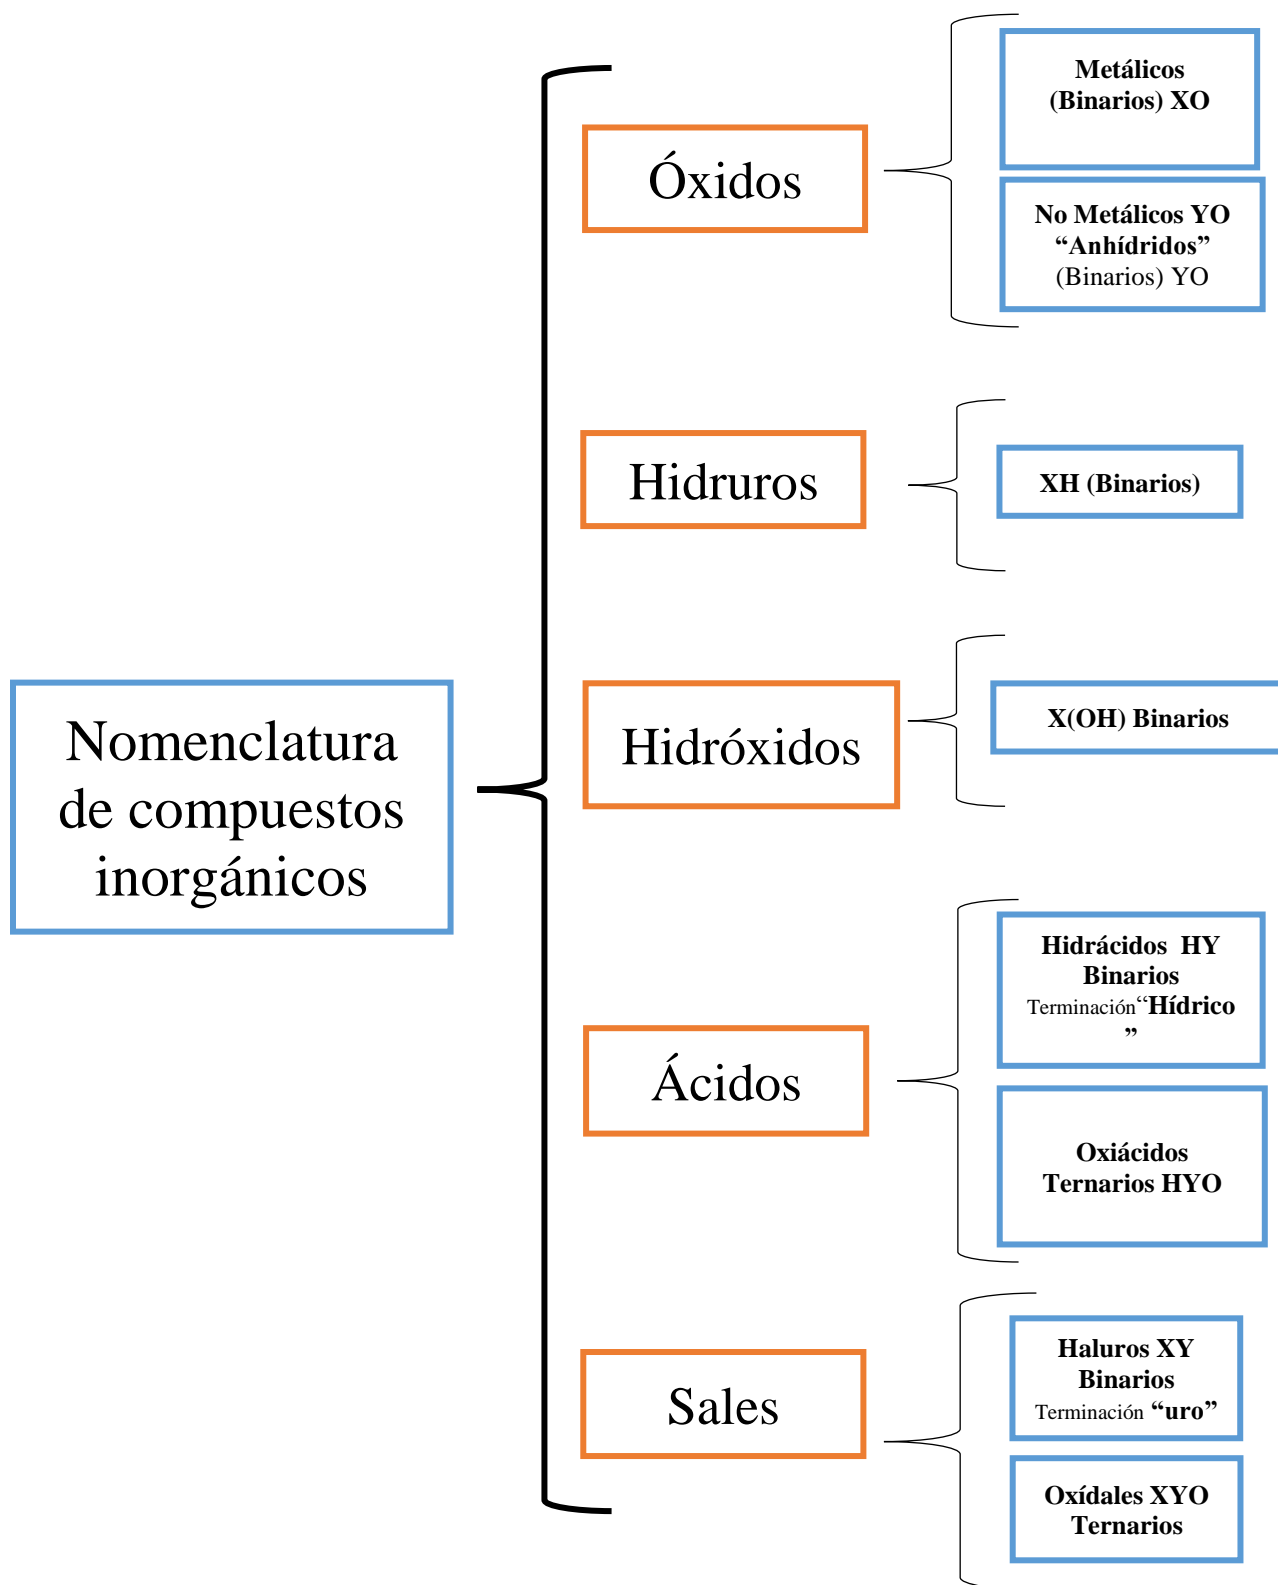 Nomenclatura
de compuestos
inorgánicos
Óxidos
Metálicos
(Binarios) XO
No Metálicos YO
“Anhídridos”
(Binarios) YO
Hidruros
XH (Binarios)
Hidróxidos
X(OH) Binarios
Ácidos
Hidrácidos HY
Binarios
Terminación“Hídrico
”
Oxiácidos
Ternarios HYO
Sales
Haluros XY
Binarios
Terminación “uro”
Oxídales XYO
Ternarios